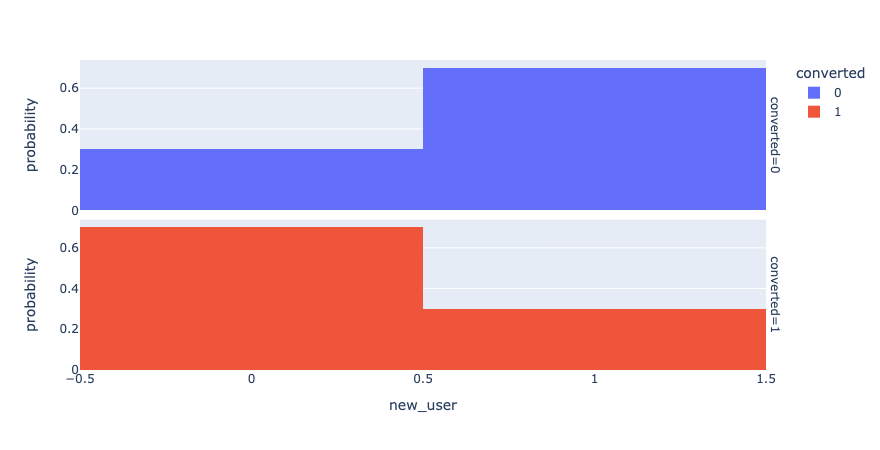 converted
0
1
probability
0.6
0.4
0.2
0
converted=0
probability
0.6
0.4
0.2
0
converted=1
−0.5
0
0.5
1
1.5
new_user